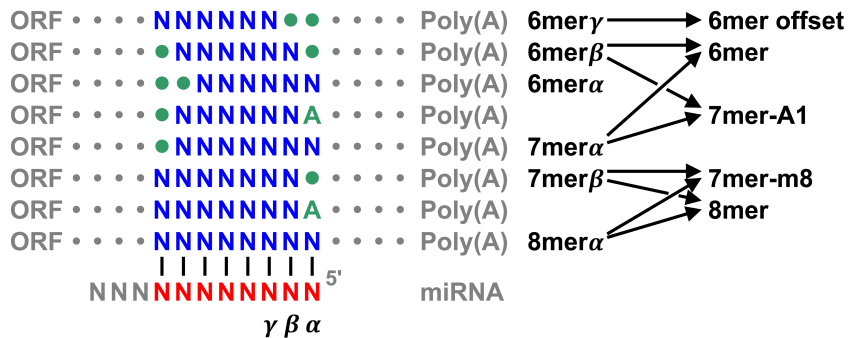 ORF • • • • NNNNNN●● • • • • Poly(A) 6merγ 6mer offset
ORF • • • • ●NNNNNN● • • • • Poly(A) 6merβ 6mer
ORF • • • • ●●NNNNNN • • • • Poly(A) 6merα
ORF • • • • ●NNNNNNA • • • • Poly(A) 7mer-A1
ORF • • • • ●NNNNNNN • • • • Poly(A) 7merα
ORF • • • • NNNNNNN● • • • • Poly(A) 7merβ 7mer-m8
ORF • • • • NNNNNNNA • • • • Poly(A) 8mer
ORF • • • • NNNNNNNN • • • • Poly(A) 8merα
5'
NNNNNNNNNNN miRNA
γ β α